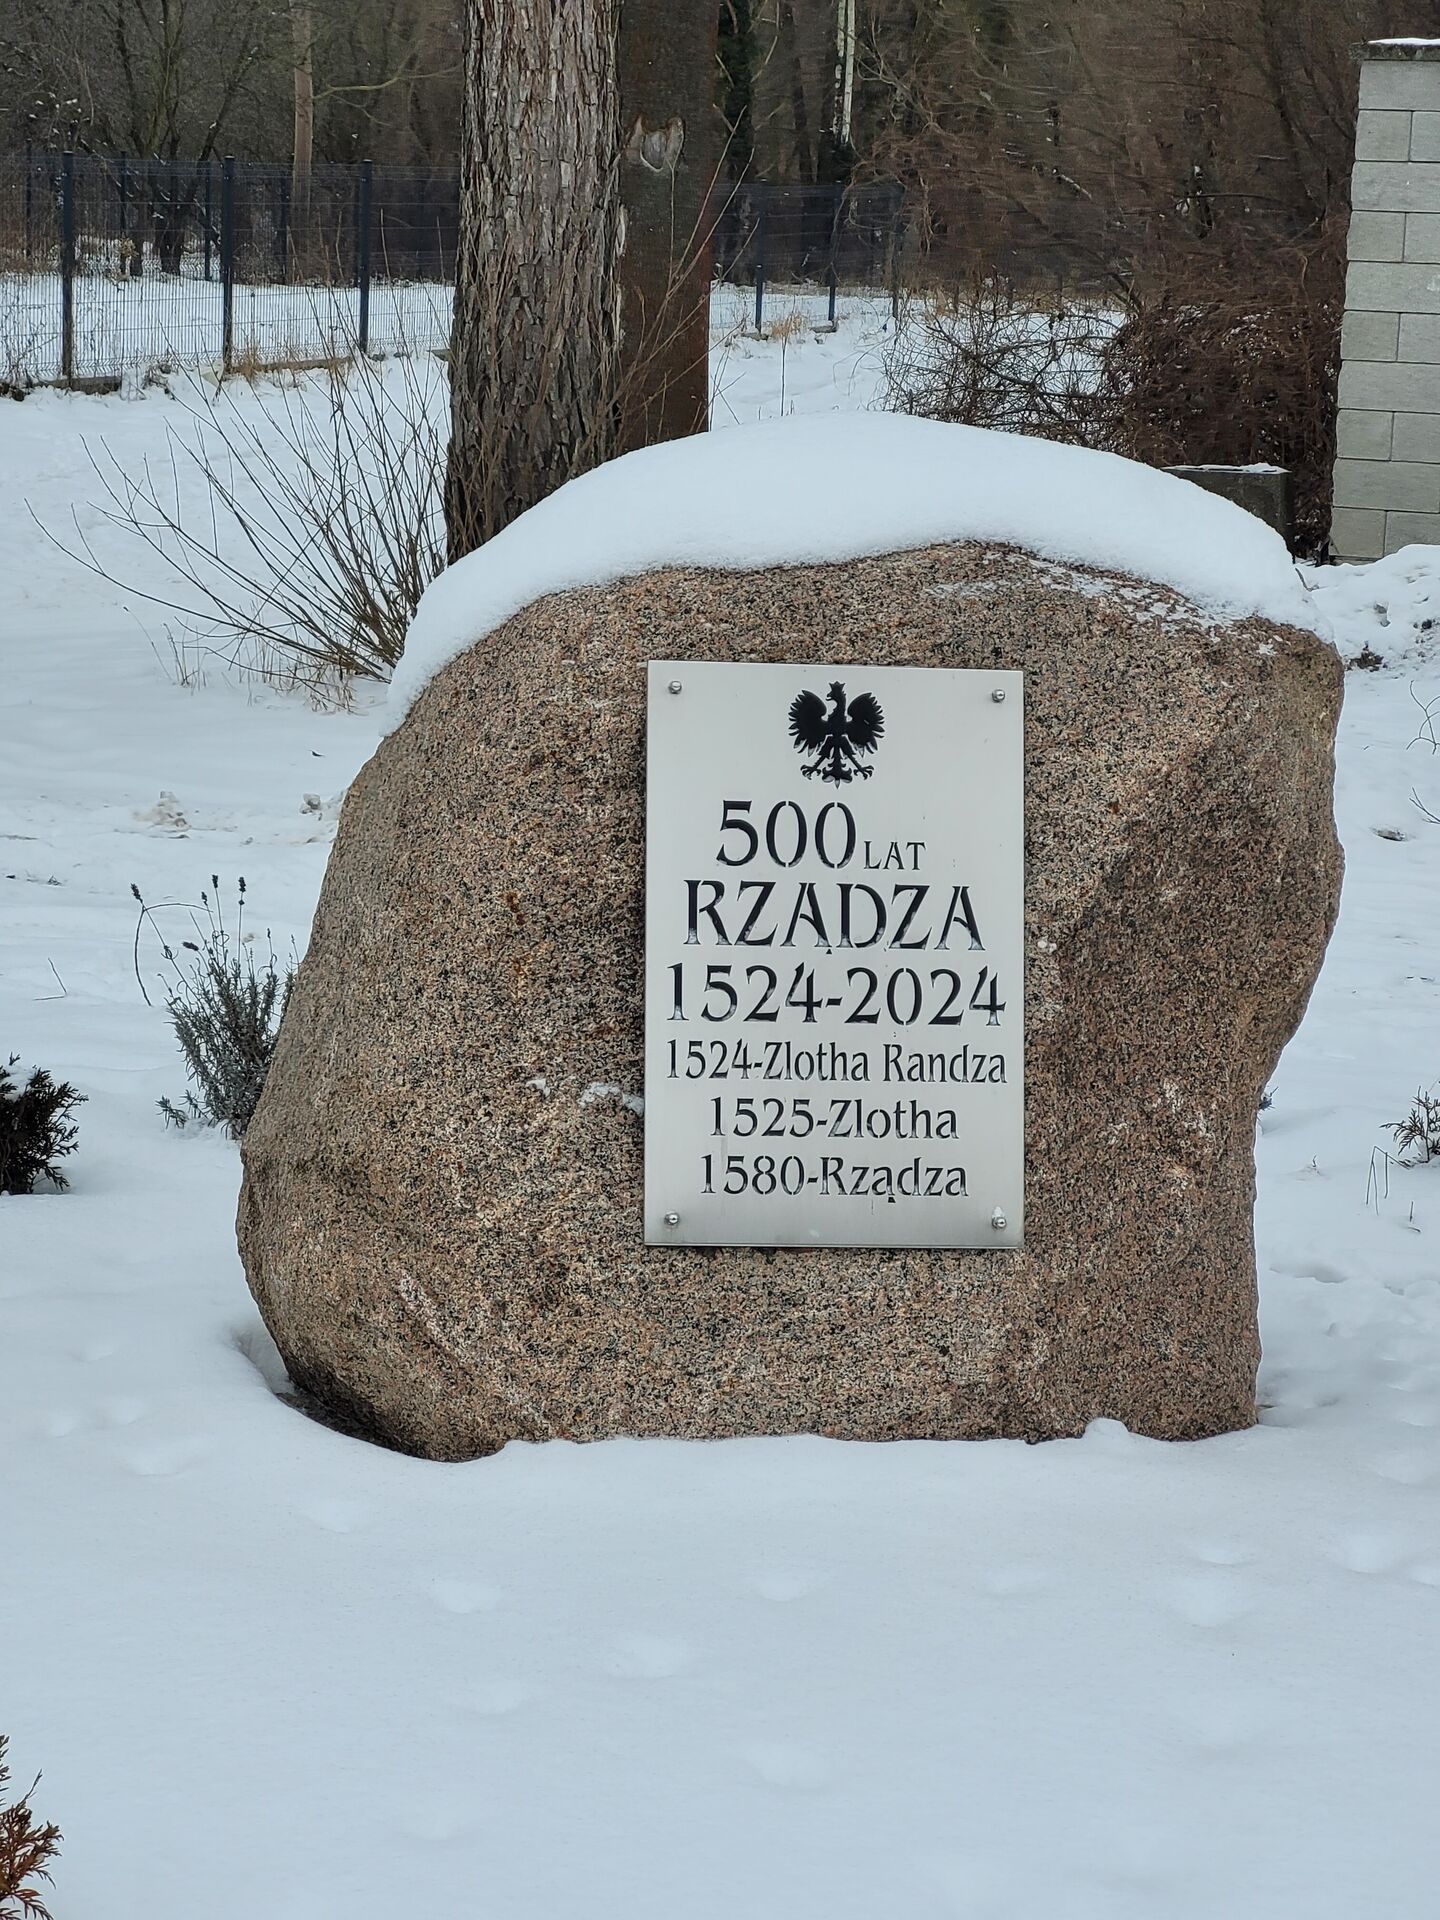 500 LAT
RZĄDZA
1524-2024
1524-Zlotha Randza
1525-Zlotha
1580-Rządza